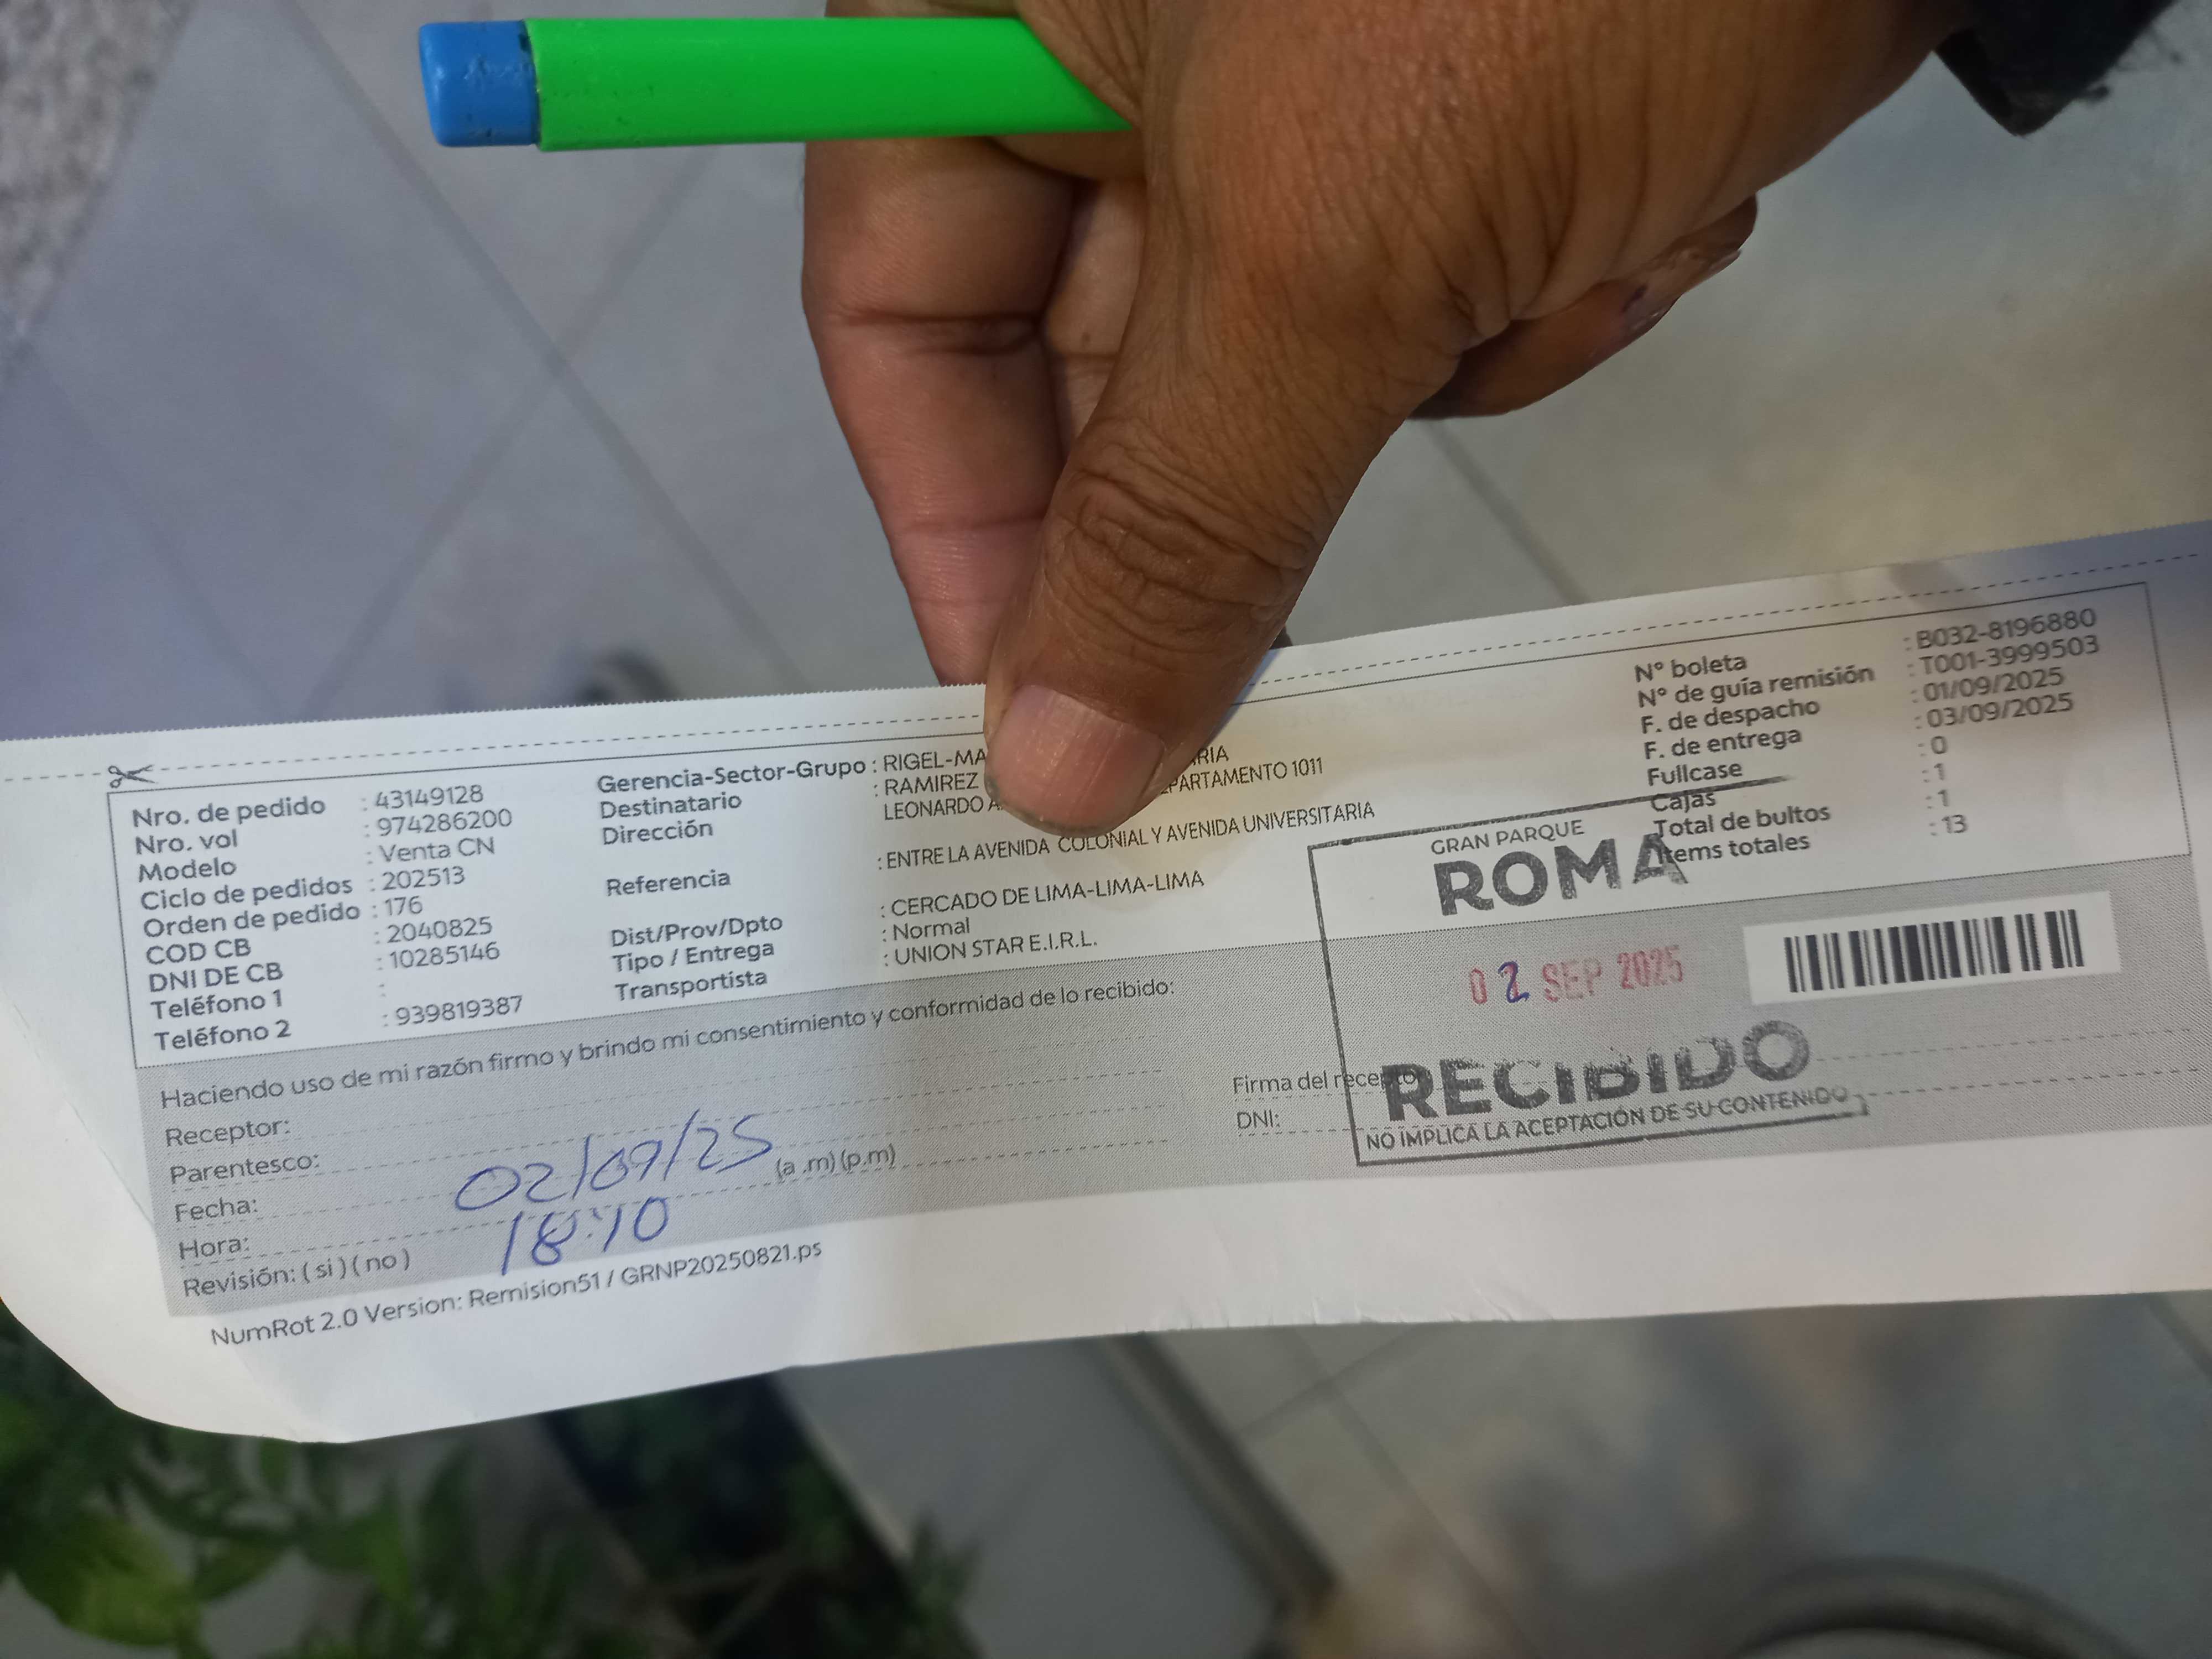 Nro. de pedido : 43149128
Nro. vol : 974286200
Modelo : Venta CN
Ciclo de pedidos : 202513
Orden de pedido : 176
COD CB : 2040825
DNI DE CB : 10285146
Teléfono 1 :
Teléfono 2 : 939819387
Gerencia-Sector-Grupo : RIGEL-MA RIA
Destinatario : RAMIREZ
Dirección LEONARDO A PARTAMENTO 1011
Referencia : ENTRE LA AVENIDA COLONIAL Y AVENIDA UNIVERSITARIA
Dist/Prov/Dpto : CERCADO DE LIMA-LIMA-LIMA
Tipo / Entrega : Normal
Transportista : UNION STAR E.I.R.L.
N° boleta : B032-8196880
N° de guía remisión : T001-3999503
F. de despacho : 01/09/2025
F. de entrega : 03/09/2025
Fullcase : 0
Cajas : 1
Total de bultos : 1
Items totales : 13
GRAN PARQUE
ROMA
02 SEP 2025
RECIBIDO
NO IMPLICA LA ACEPTACIÓN DE SU CONTENIDO
Haciendo uso de mi razón firmo y brindo mi consentimiento y conformidad de lo recibido:
Receptor:
Parentesco:
Fecha: 02/09/25
Hora: 18:10 (a .m) (p.m)
Revisión: ( si ) ( no )
Firma del recepto
DNI:
NumRot 2.0 Version: Remision51 / GRNP20250821.ps